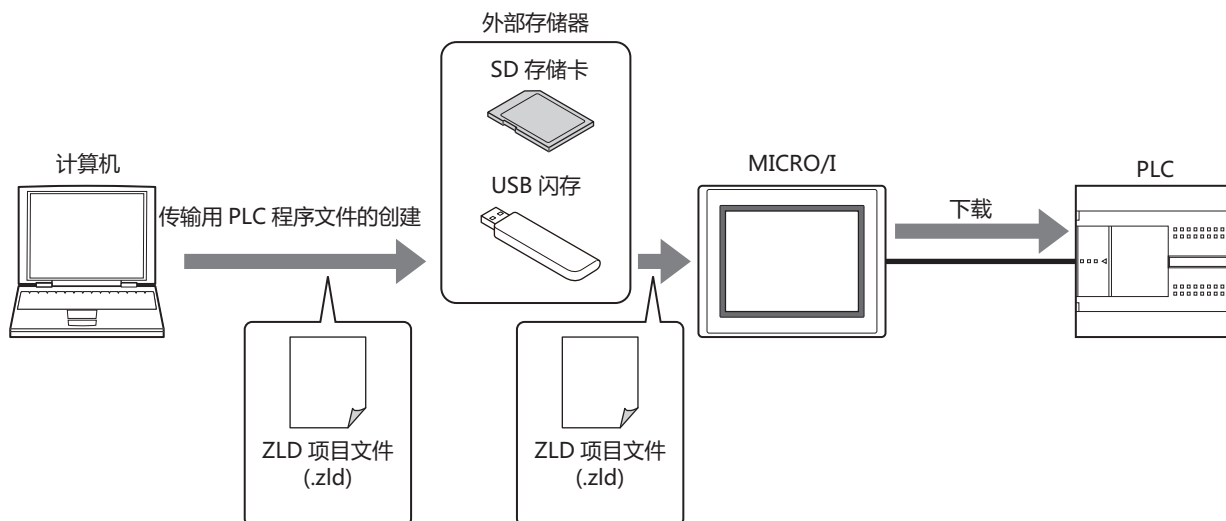 外部存储器
SD 存储卡
USB 闪存
计算机
传输用 PLC 程序文件的创建
MICRO/I
PLC
下载
ZLD 项目文件
(.zld)
ZLD 项目文件
(.zld)